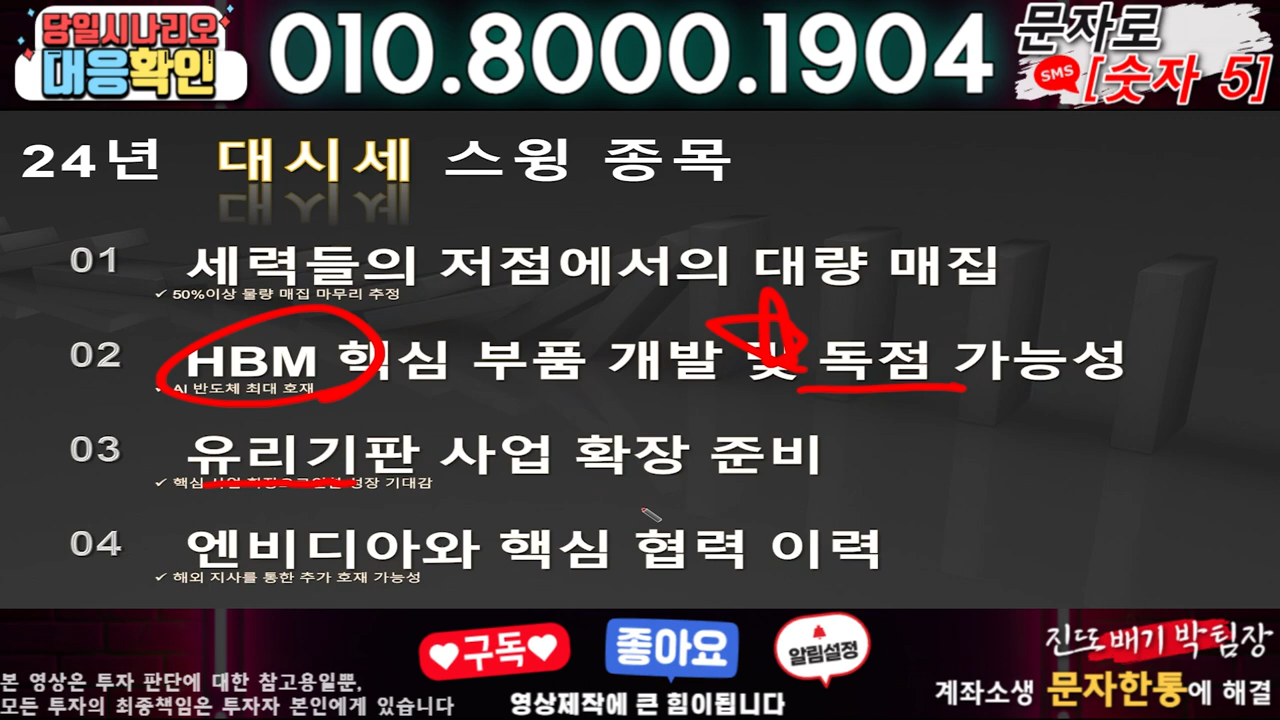 당일시나리오
대응확인
010.8000.1904
문자로
SMS
[숫자 5]
24년 대시세 스윙 종목
01 세력들의 저점에서의 대량 매집
✓ 50%이상 물량 매집 마무리 추정
02 HBM 핵심 부품 개발 및 독점 가능성
✓ AI 반도체 최대 호재
03 유리기판 사업 확장 준비
✓ 핵심 사업 확장으로인한 성장 기대감
04 엔비디아와 핵심 협력 이력
✓ 해외 지사를 통한 추가 호재 가능성
구독
좋아요
알림설정
영상제작에 큰 힘이됩니다
본 영상은 투자 판단에 대한 참고용일뿐,
모든 투자의 최종책임은 투자자 본인에게 있습니다
진또배기 박팀장
계좌소생 문자한통에 해결